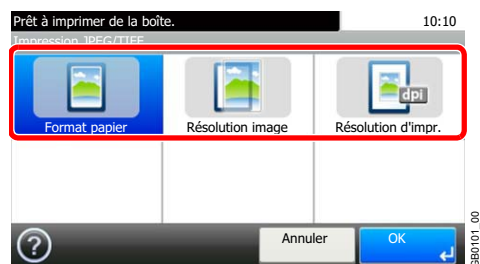 Prêt à imprimer de la boîte. 10:10
Impression JPEG/TIFF
Format papier Résolution image Résolution d'impr.
dpi
? Annuler OK
GB0101_00